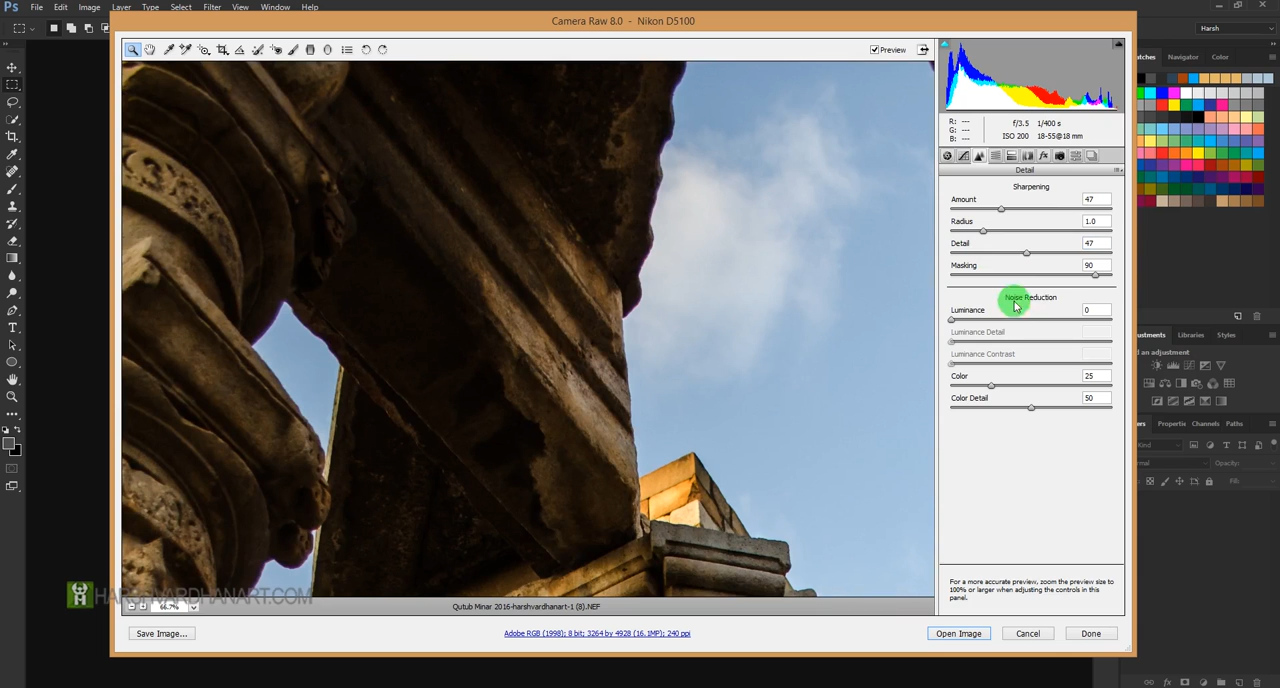 Ps File Edit Image Layer Type Select Filter View Window Help
Camera Raw 8.0 - Nikon D5100
Harsh
Preview
Navigator Color
R: ---
G: ---
B: ---
f/3.5 1/400 s
ISO 200 18-55@18 mm
Detail
Sharpening
Amount 47
Radius 1.0
Detail 47
Masking 90
Noise Reduction
Luminance 0
Luminance Detail
Luminance Contrast
Color 25
Color Detail 50
Libraries Styles
d an adjustment
Channels Paths
Opacity:
Fill:
For a more accurate preview, zoom the preview size to
100% or larger when adjusting the controls in this
panel.
HARSHVARDHANART.COM
66.7%
Qutub Minar 2016-harshvardhanart-1 (8).NEF
Save Image...
Adobe RGB (1998); 8 bit; 3264 by 4928 (16.1MP); 240 ppi
Open Image Cancel Done